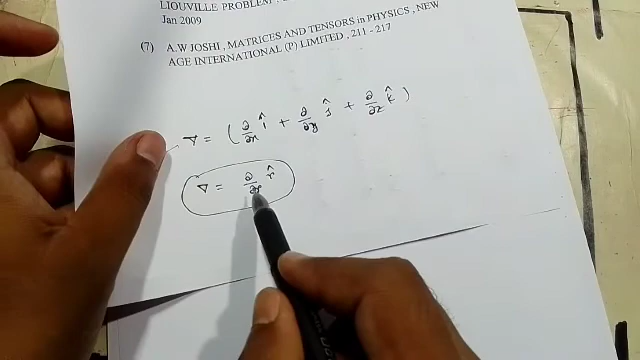 LIOUVILLE PROBLEM
Jan 2009
(7) A.W JOSHI, MATRICES AND TENSORS in PHYSICS, NEW
AGE INTERNATIONAL (P) LIMITED, 211 - 217
∇ = ( ∂/∂x î + ∂/∂y ĵ + ∂/∂z k̂ )
∇ = ∂/∂r r̂